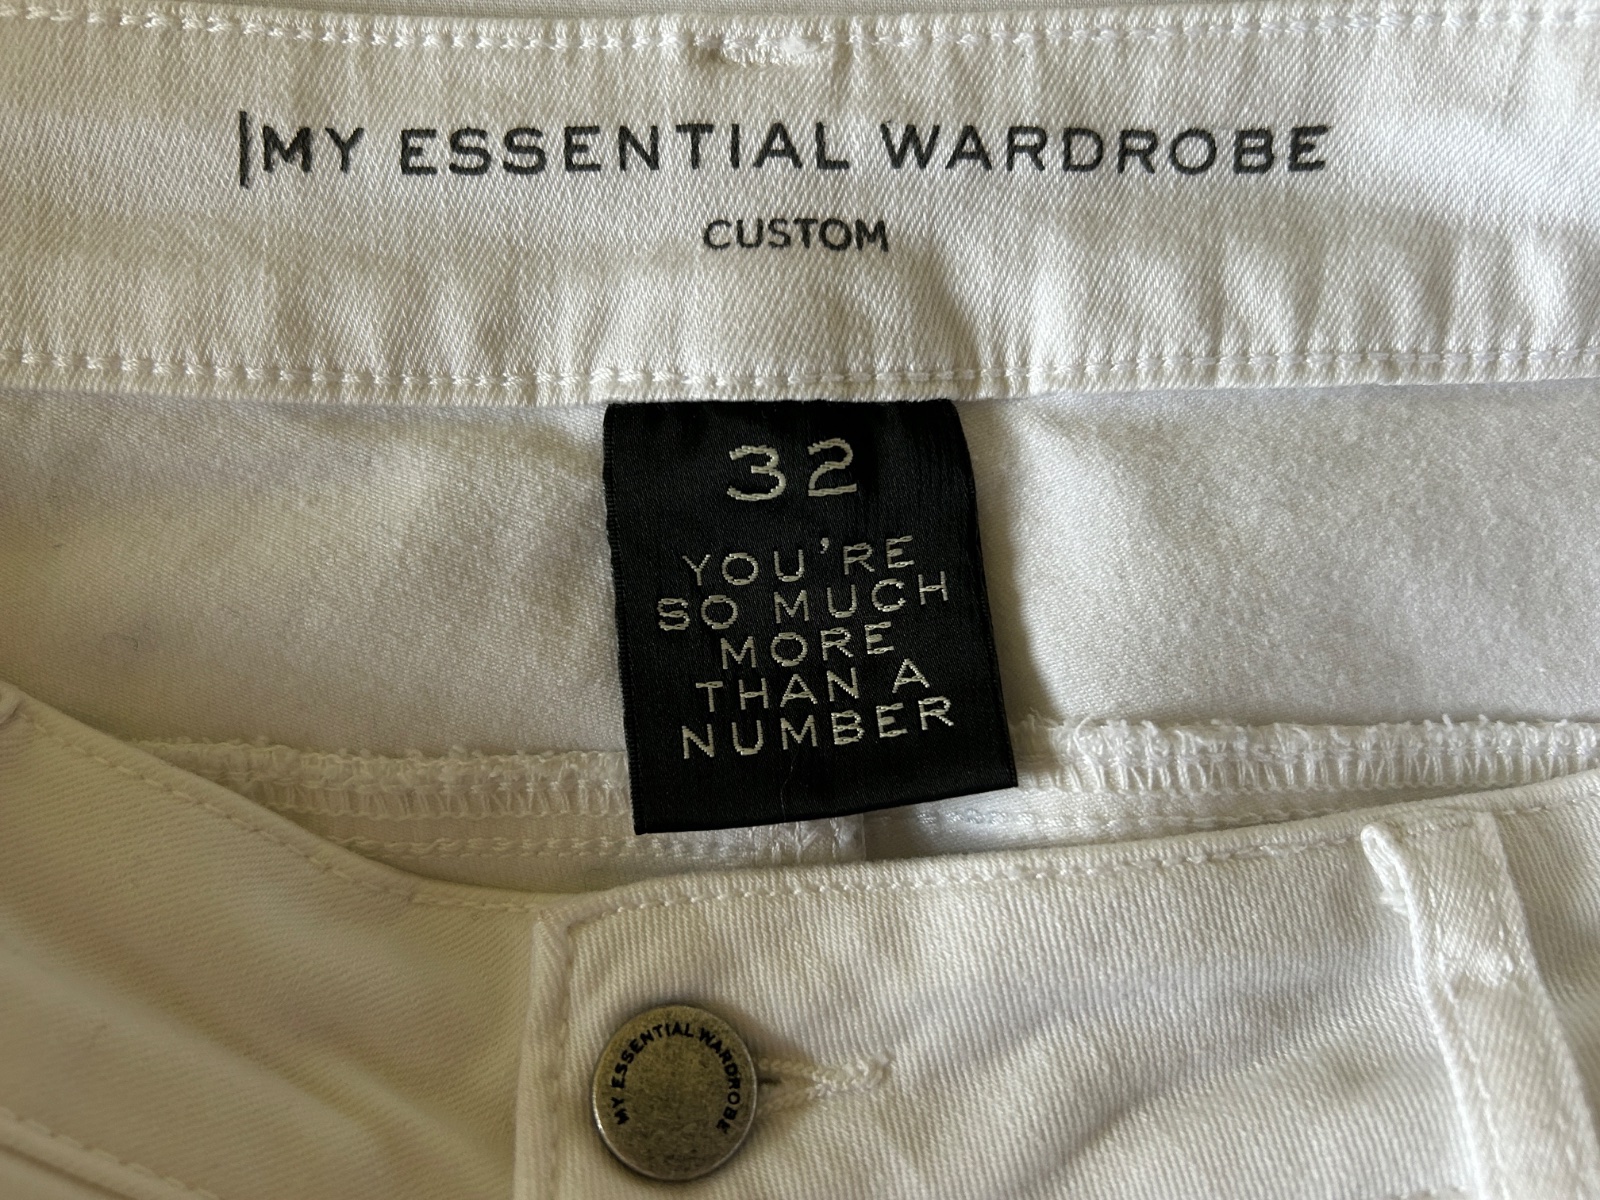 MY ESSENTIAL WARDROBE
CUSTOM
32
YOU'RE
SO MUCH
MORE
THAN A
NUMBER
MY ESSENTIAL WARDROBE